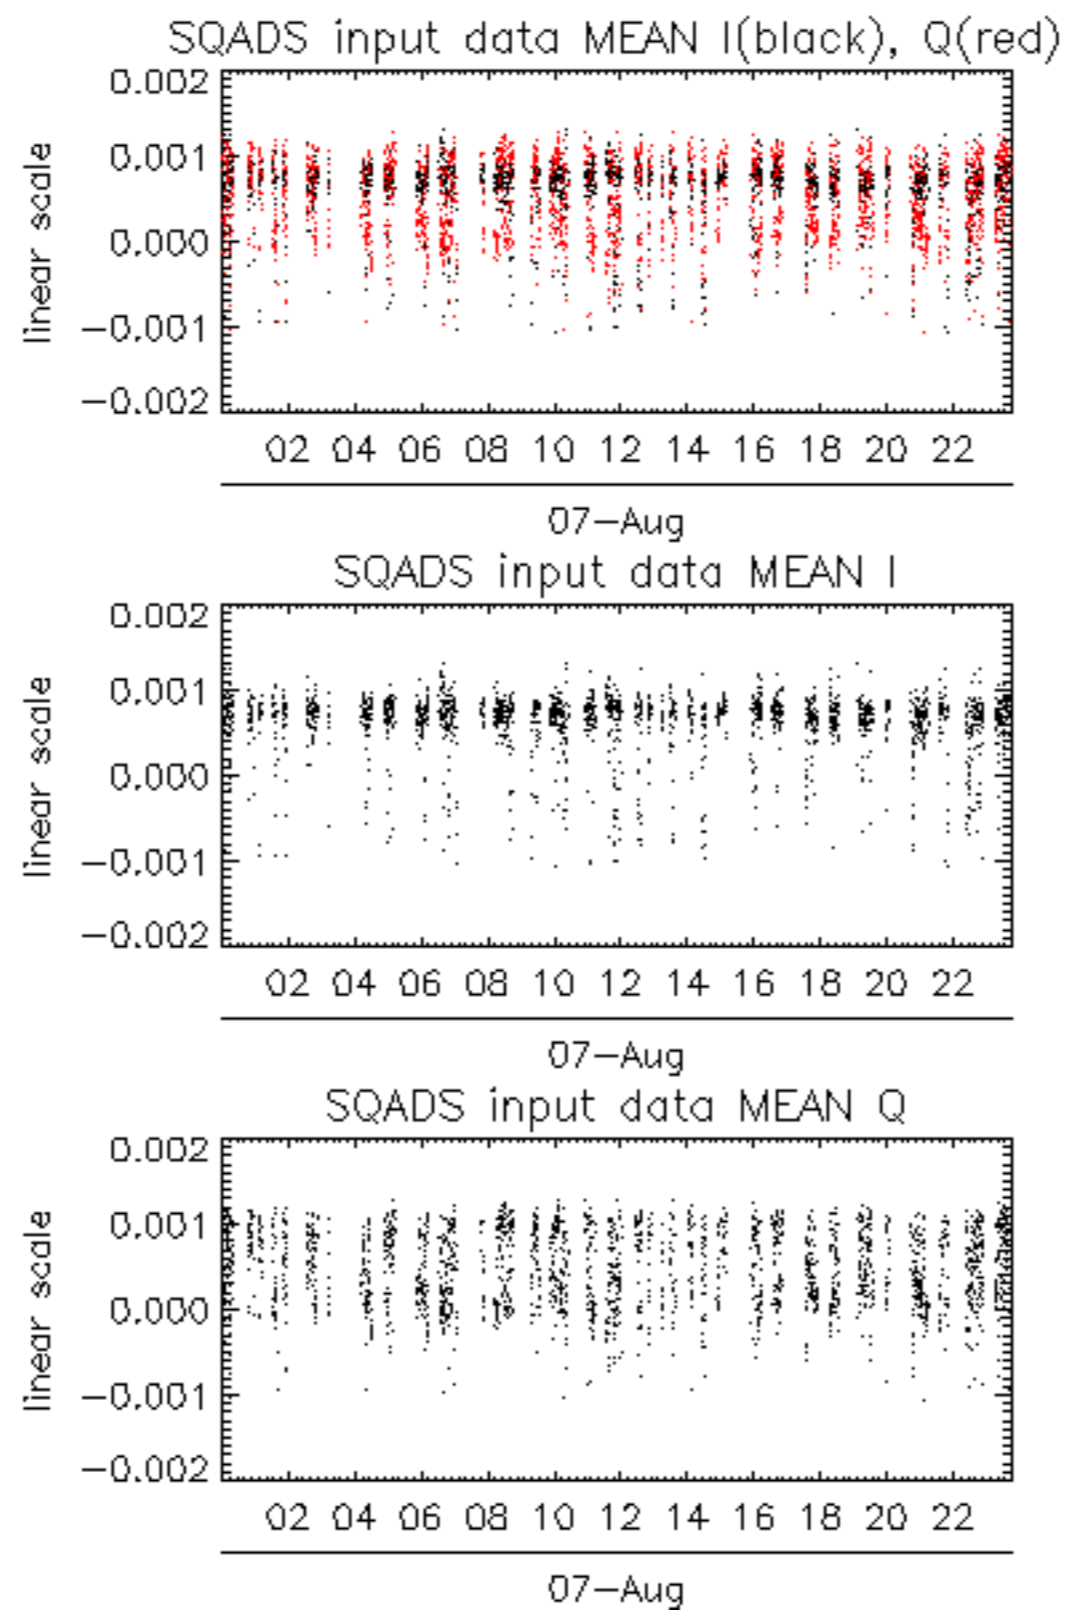 SQADS input data MEAN I(black), Q(red)
0.002
0.001
0.000
−0.001
−0.002
linear scale
02 04 06 08 10 12 14 16 18 20 22
07−Aug
SQADS input data MEAN I
0.002
0.001
0.000
−0.001
−0.002
linear scale
02 04 06 08 10 12 14 16 18 20 22
07−Aug
SQADS input data MEAN Q
0.002
0.001
0.000
−0.001
−0.002
linear scale
02 04 06 08 10 12 14 16 18 20 22
07−Aug